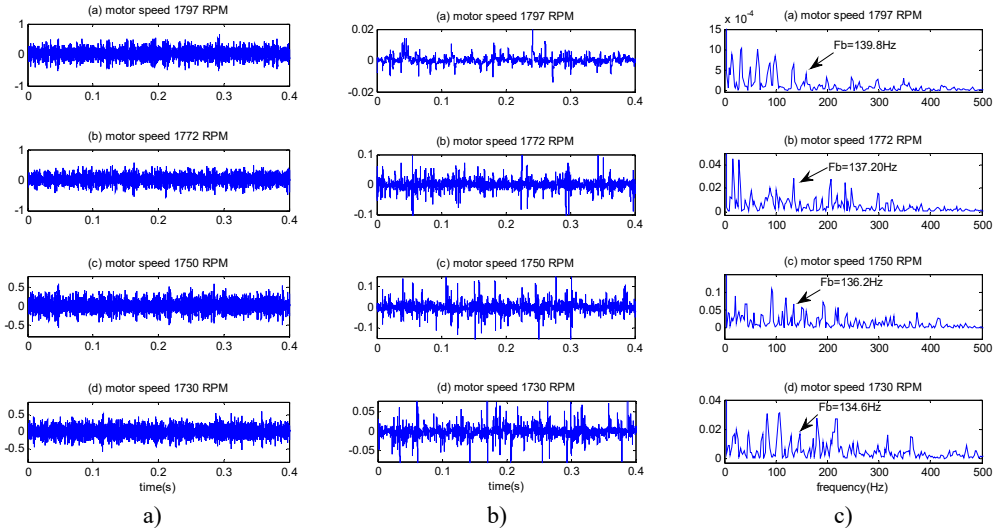 (a) motor speed 1797 RPM
1
0
-1
0 0.1 0.2 0.3 0.4
(b) motor speed 1772 RPM
1
0
-1
0 0.1 0.2 0.3 0.4
(c) motor speed 1750 RPM
0.5
0
-0.5
0 0.1 0.2 0.3 0.4
(d) motor speed 1730 RPM
0.5
0
-0.5
0 0.1 0.2 0.3 0.4
time(s)
a)
(a) motor speed 1797 RPM
0.02
0
-0.02
0 0.1 0.2 0.3 0.4
(b) motor speed 1772 RPM
0.1
0
-0.1
0 0.1 0.2 0.3 0.4
(c) motor speed 1750 RPM
0.1
0
-0.1
0 0.1 0.2 0.3 0.4
(d) motor speed 1730 RPM
0.05
0
-0.05
0 0.1 0.2 0.3 0.4
time(s)
b)
(a) motor speed 1797 RPM
x 10-4
15
10
5
0
Fb=139.8Hz
0 100 200 300 400 500
(b) motor speed 1772 RPM
0.04
0.02
0
Fb=137.20Hz
0 100 200 300 400 500
(c) motor speed 1750 RPM
0.1
0.05
0
Fb=136.2Hz
0 100 200 300 400 500
(d) motor speed 1730 RPM
0.04
0.02
0
Fb=134.6Hz
0 100 200 300 400 500
frequency(Hz)
c)